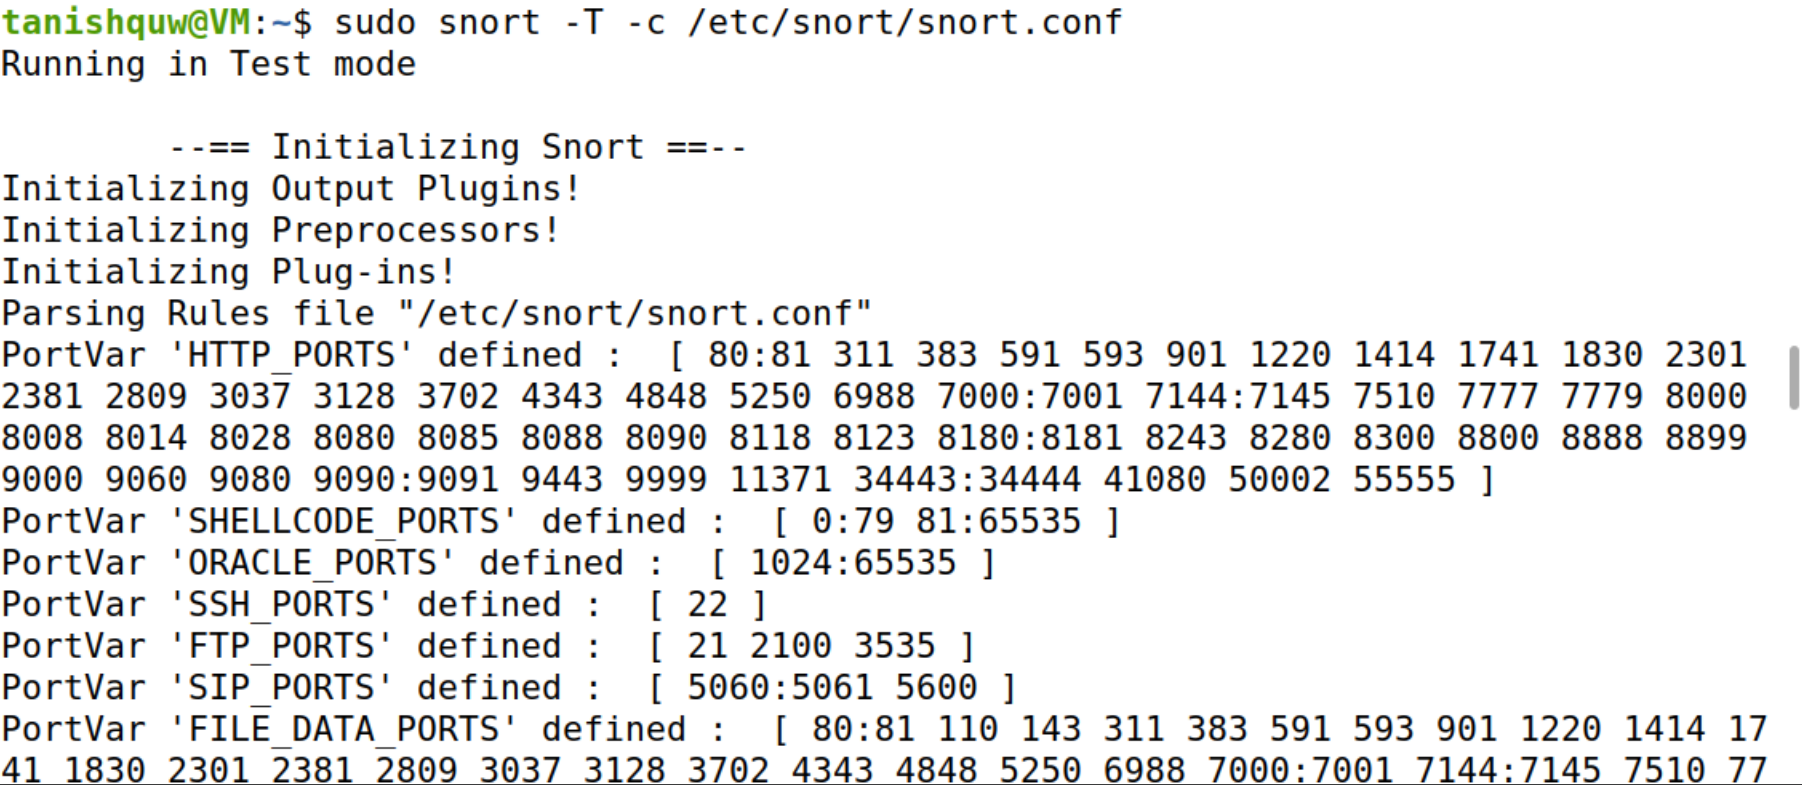 tanishquw@VM:~$ sudo snort -T -c /etc/snort/snort.conf
Running in Test mode
--== Initializing Snort ==--
Initializing Output Plugins!
Initializing Preprocessors!
Initializing Plug-ins!
Parsing Rules file "/etc/snort/snort.conf"
PortVar 'HTTP_PORTS' defined :  [ 80:81 311 383 591 593 901 1220 1414 1741 1830 2301
2381 2809 3037 3128 3702 4343 4848 5250 6988 7000:7001 7144:7145 7510 7777 7779 8000
8008 8014 8028 8080 8085 8088 8090 8118 8123 8180:8181 8243 8280 8300 8800 8888 8899
9000 9060 9080 9090:9091 9443 9999 11371 34443:34444 41080 50002 55555 ]
PortVar 'SHELLCODE_PORTS' defined :  [ 0:79 81:65535 ]
PortVar 'ORACLE_PORTS' defined :  [ 1024:65535 ]
PortVar 'SSH_PORTS' defined :  [ 22 ]
PortVar 'FTP_PORTS' defined :  [ 21 2100 3535 ]
PortVar 'SIP_PORTS' defined :  [ 5060:5061 5600 ]
PortVar 'FILE_DATA_PORTS' defined :  [ 80:81 110 143 311 383 591 593 901 1220 1414 17
41 1830 2301 2381 2809 3037 3128 3702 4343 4848 5250 6988 7000:7001 7144:7145 7510 77